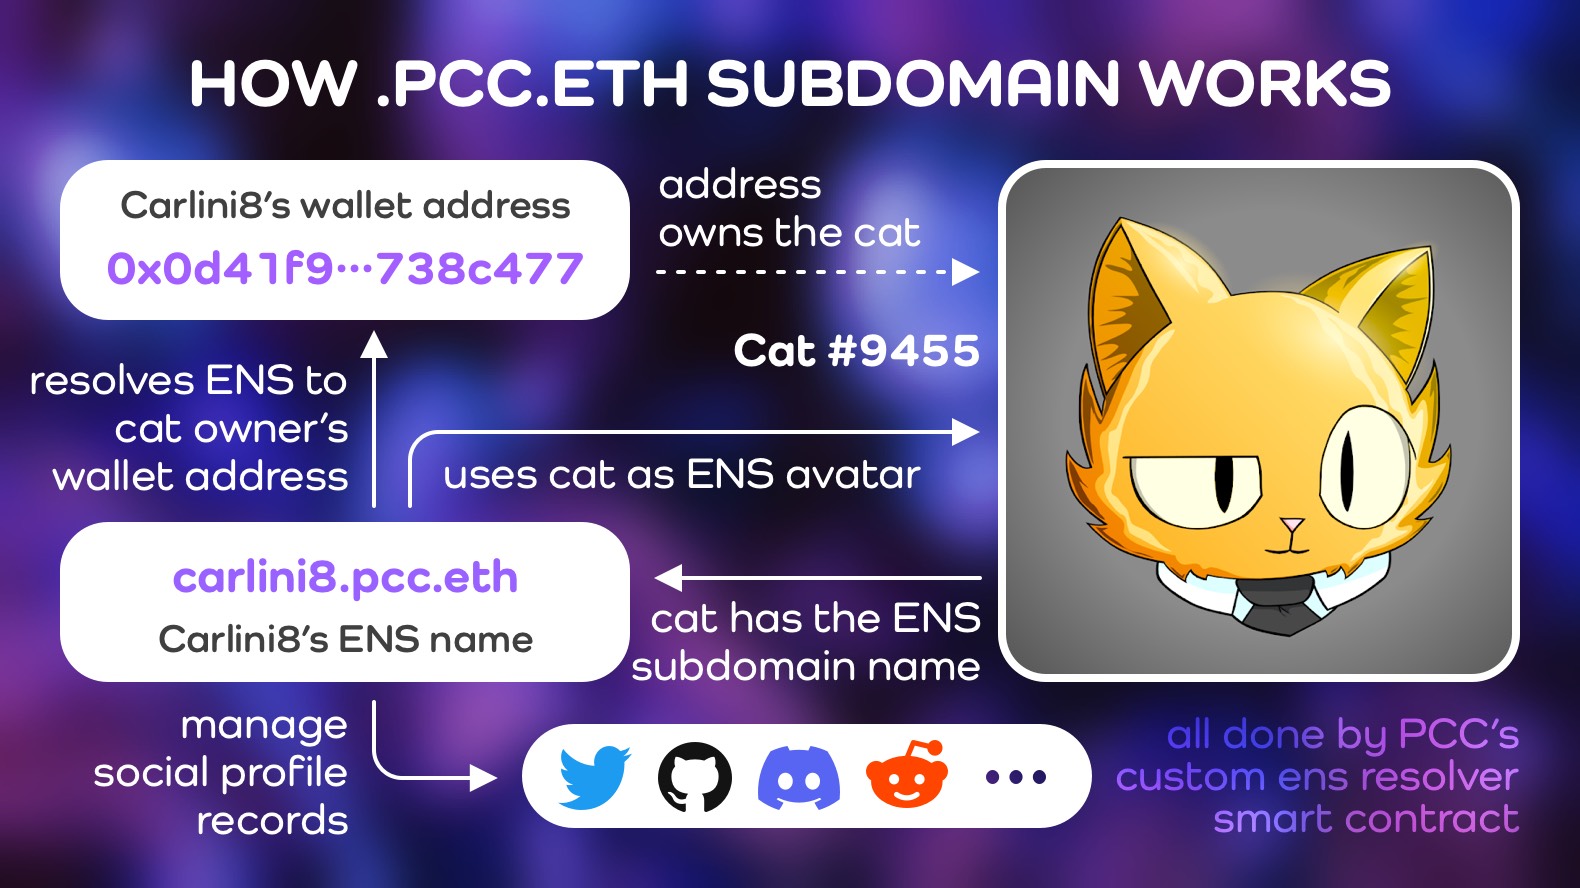 HOW .PCC.ETH SUBDOMAIN WORKS
Carlini8's wallet address
0x0d41f9···738c477
address
owns the cat
Cat #9455
resolves ENS to
cat owner's
wallet address
uses cat as ENS avatar
carlini8.pcc.eth
Carlini8's ENS name
cat has the ENS
subdomain name
manage
social profile
records
all done by PCC's
custom ens resolver
smart contract